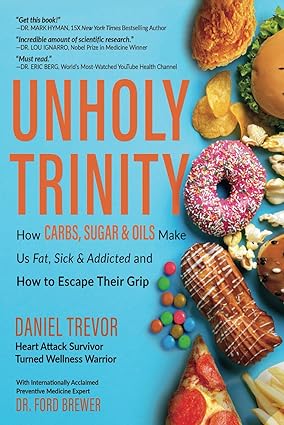 "Get this book!"
—DR. MARK HYMAN, 15X New York Times Bestselling Author
"Incredible amount of scientific research."
—DR. LOU IGNARRO, Nobel Prize in Medicine Winner
"Must read."
—DR. ERIC BERG, World's Most-Watched YouTube Health Channel
UNHOLY
TRINITY
How CARBS, SUGAR & OILS Make
Us Fat, Sick & Addicted and
How to Escape Their Grip
DANIEL TREVOR
Heart Attack Survivor
Turned Wellness Warrior
With Internationally Acclaimed
Preventive Medicine Expert
DR. FORD BREWER